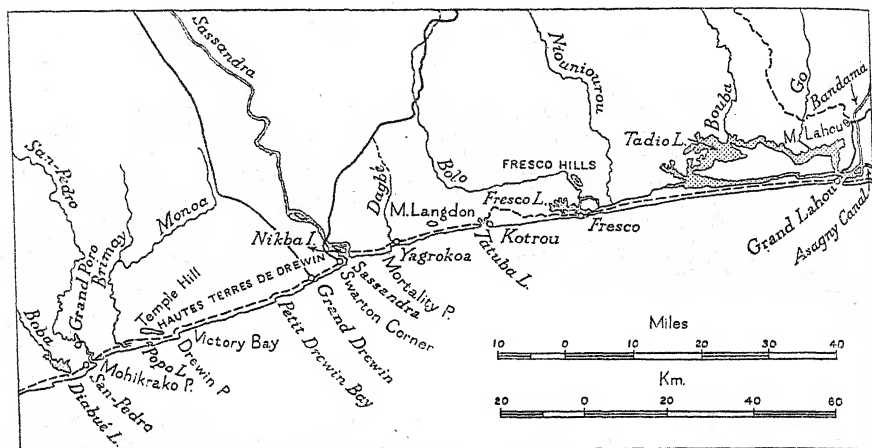 Sassandra
Niouniourou
Bouba
Go
Bandama
M. Lahou
Tadio L.
San-Pedro
Grand Poro
Brimay
Monoa
Dagbé
Bolo
FRESCO HILLS
Fresco L.
M. Langdon
Nikba I.
Boba
Temple Hill
HAUTES TERRES DE DREWIN
Yagrokoa
Tatuba L.
Kotrou
Fresco
Grand Lahou
Asagny Canal
Mortality P.
Sassandra
Swarton Corner
Grand Drewin
Petit Drewin Bay
Victory Bay
Drewin P.
Popo L.
Mohikrako P.
San-Pedro
Diabué L.
Miles
10 0 10 20 30 40
Km.
20 0 20 40 60